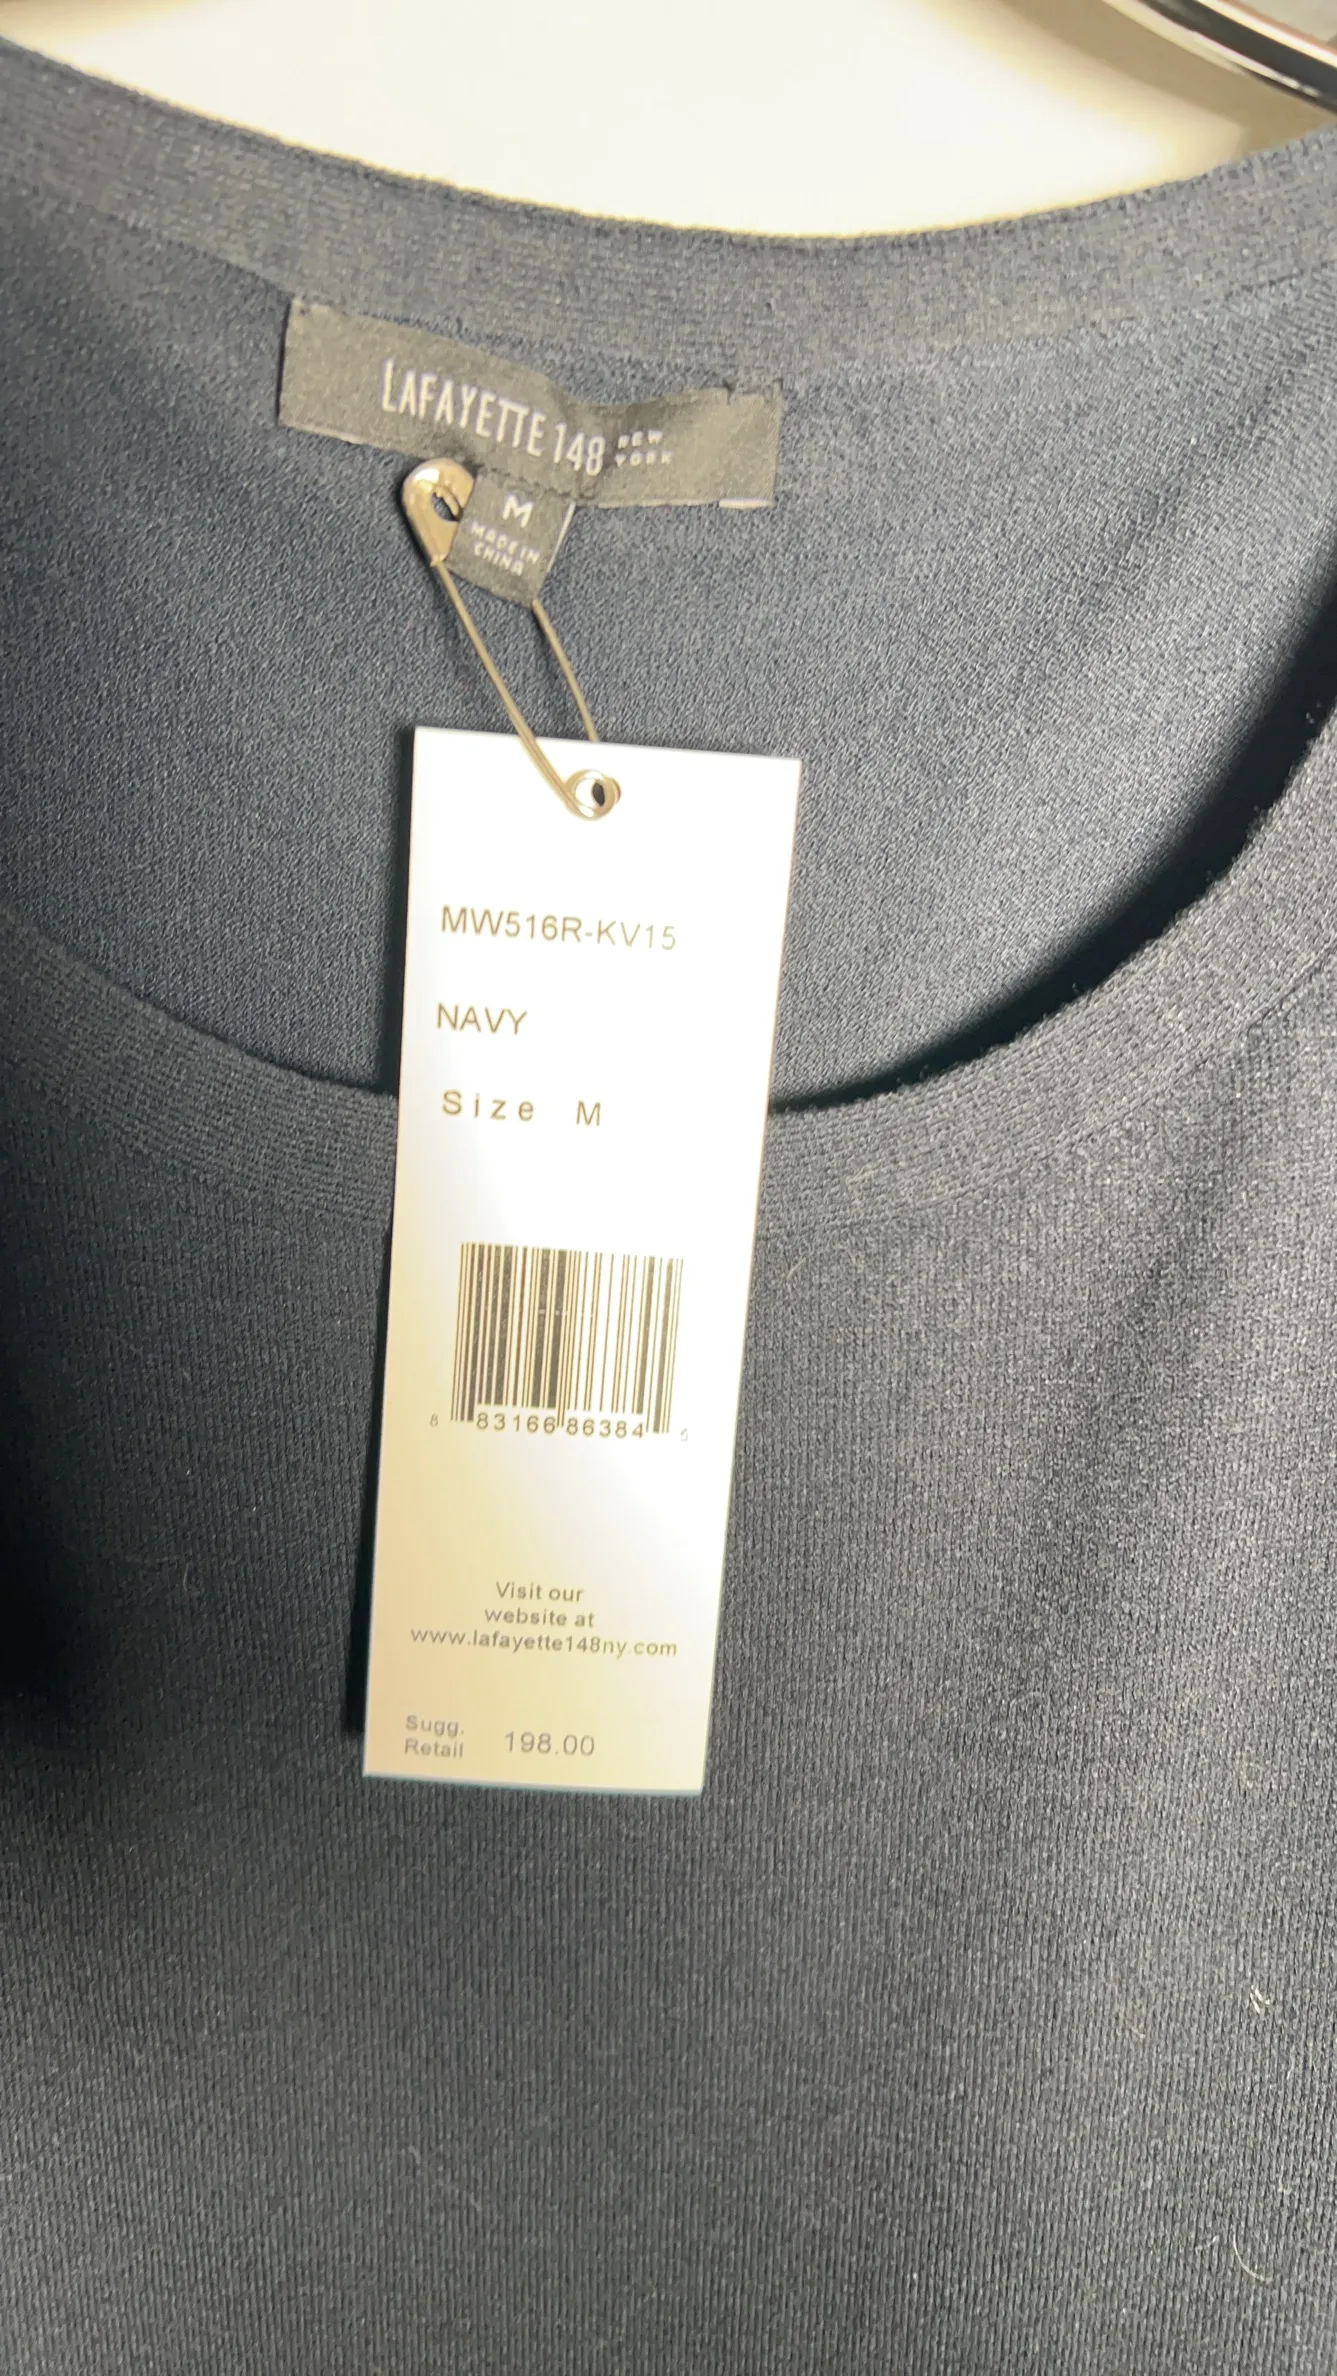 LAFAYETTE 148 NEW
YORK
M
MADE IN
CHINA
MW516R-KV15
NAVY
Size M
8 83166 86384 5
Visit our
website at
www.lafayette148ny.com
Sugg.
Retail 198.00